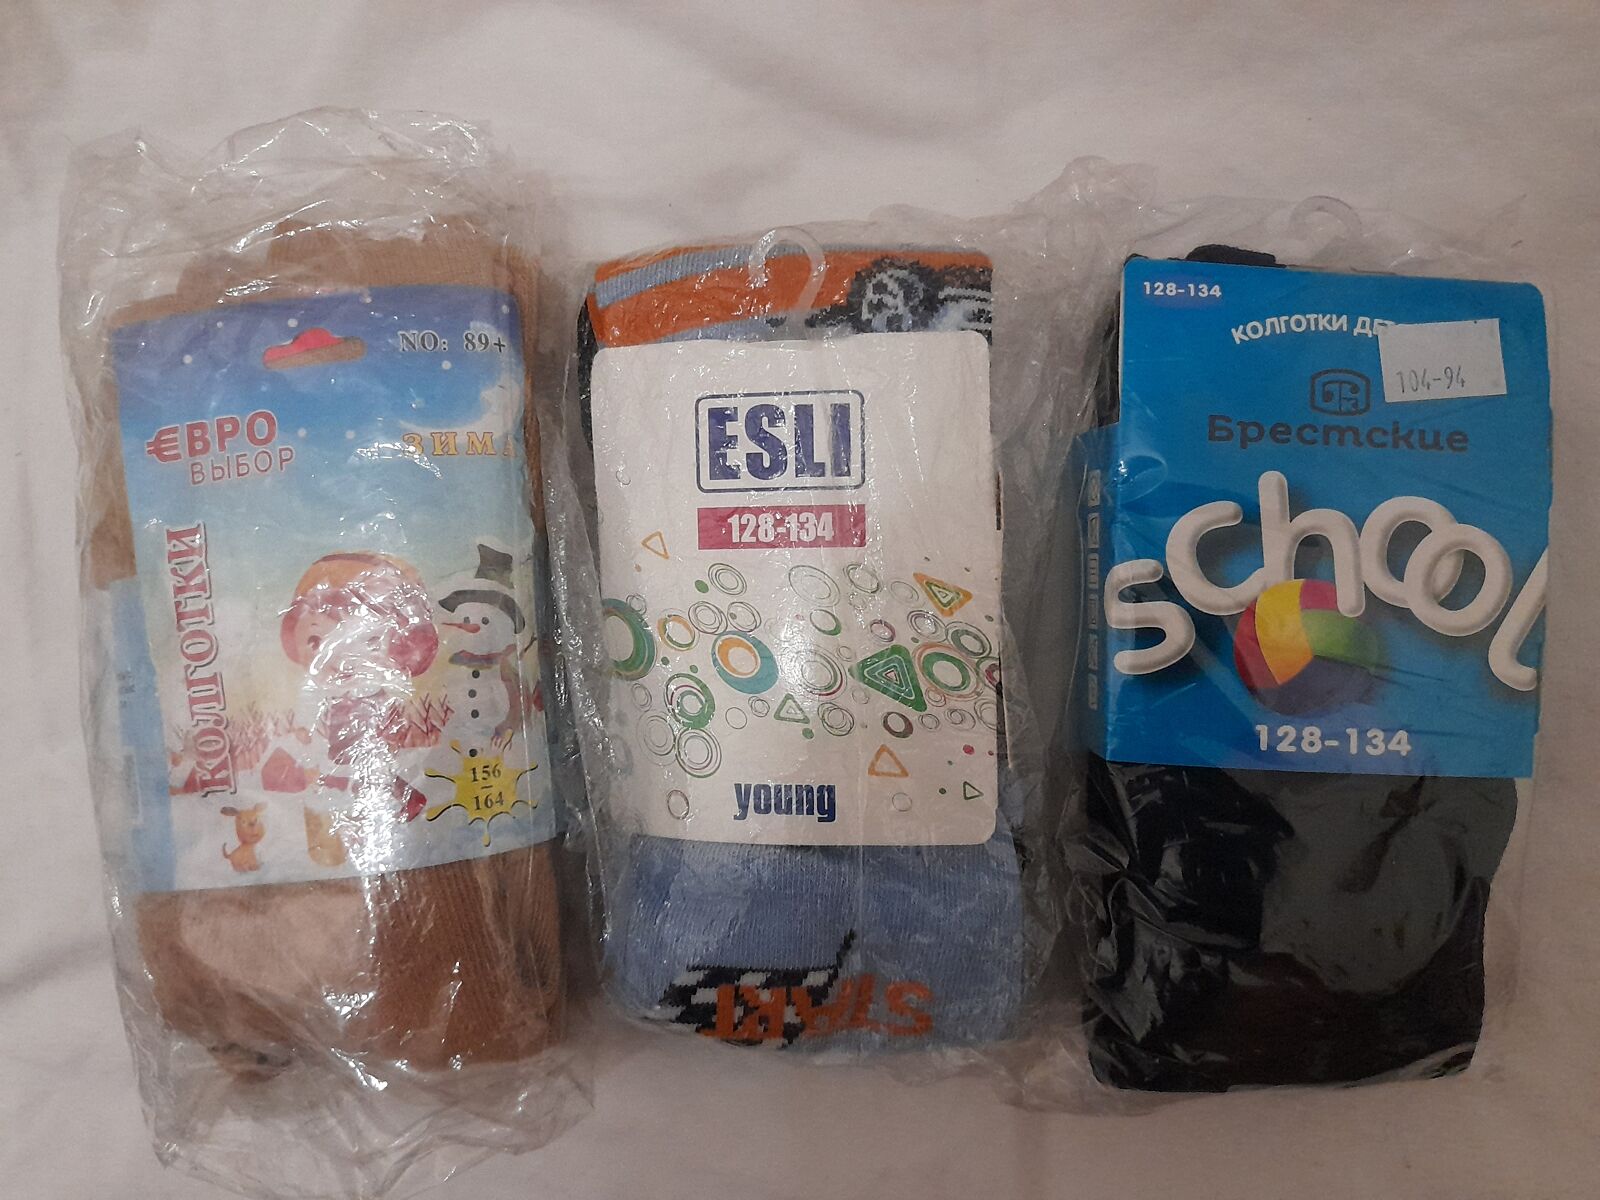 NO: 89+
€ВРО
ВЫБОР
ЗИМА
КОЛГОТКИ
156
-
164
ESLI
128-134
young
START
128-134
КОЛГОТКИ ДЕТ
104-94
Брестские
school
128-134